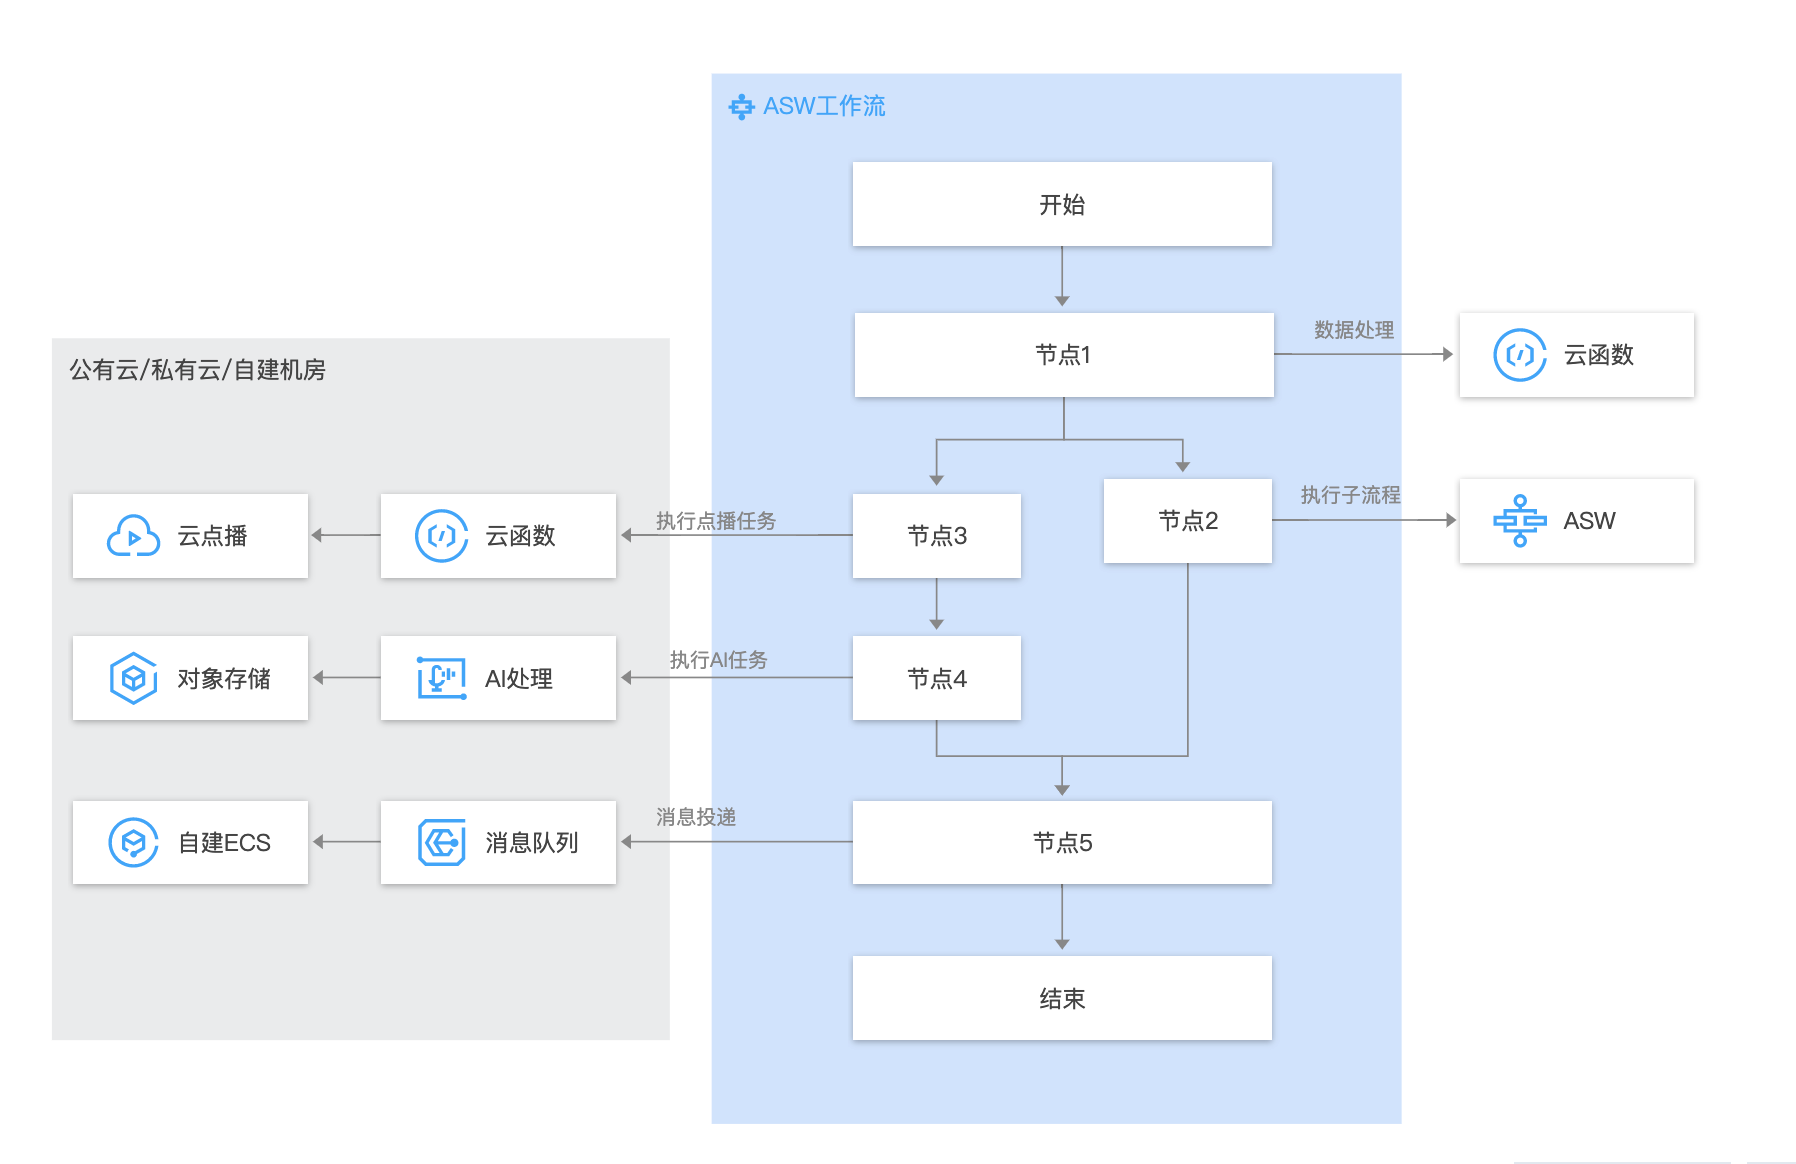 ASW工作流
开始
节点1
数据处理
云函数
公有云/私有云/自建机房
云点播
云函数
执行点播任务
节点3
节点2
执行子流程
ASW
对象存储
AI处理
执行AI任务
节点4
自建ECS
消息队列
消息投递
节点5
结束